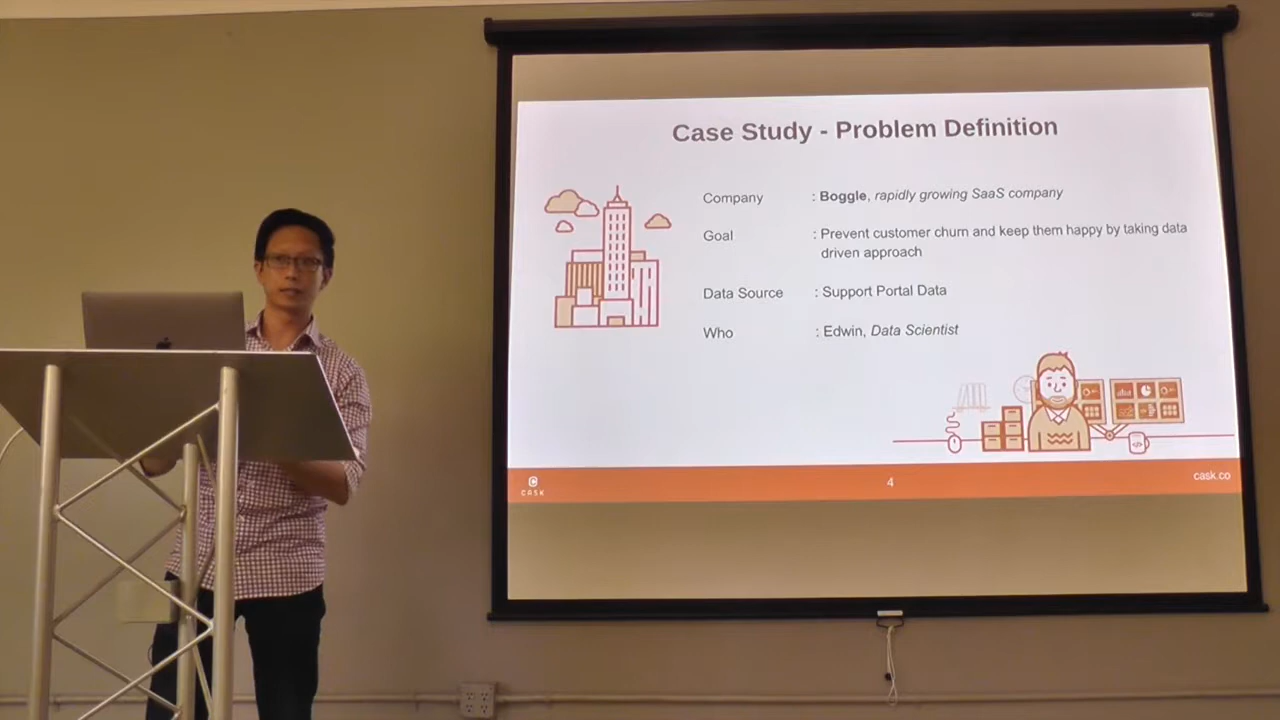 Case Study - Problem Definition
Company : Boggle, rapidly growing SaaS company
Goal : Prevent customer churn and keep them happy by taking data
driven approach
Data Source : Support Portal Data
Who : Edwin, Data Scientist
CASK
4
cask.co